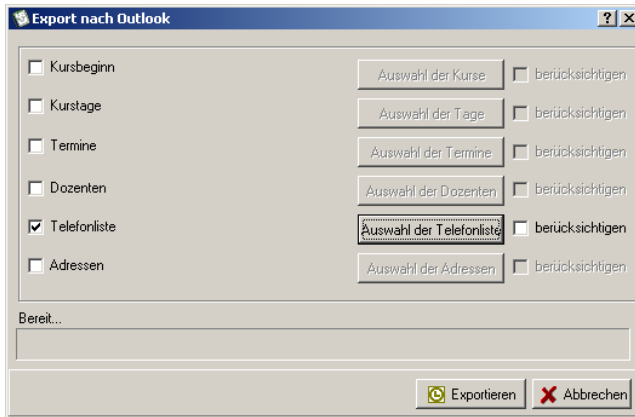 Export nach Outlook
Kursbeginn Auswahl der Kurse berücksichtigen
Kurstage Auswahl der Tage berücksichtigen
Termine Auswahl der Termine berücksichtigen
Dozenten Auswahl der Dozenten berücksichtigen
Telefonliste Auswahl der Telefonliste berücksichtigen
Adressen Auswahl der Adressen berücksichtigen
Bereit...
Exportieren Abbrechen